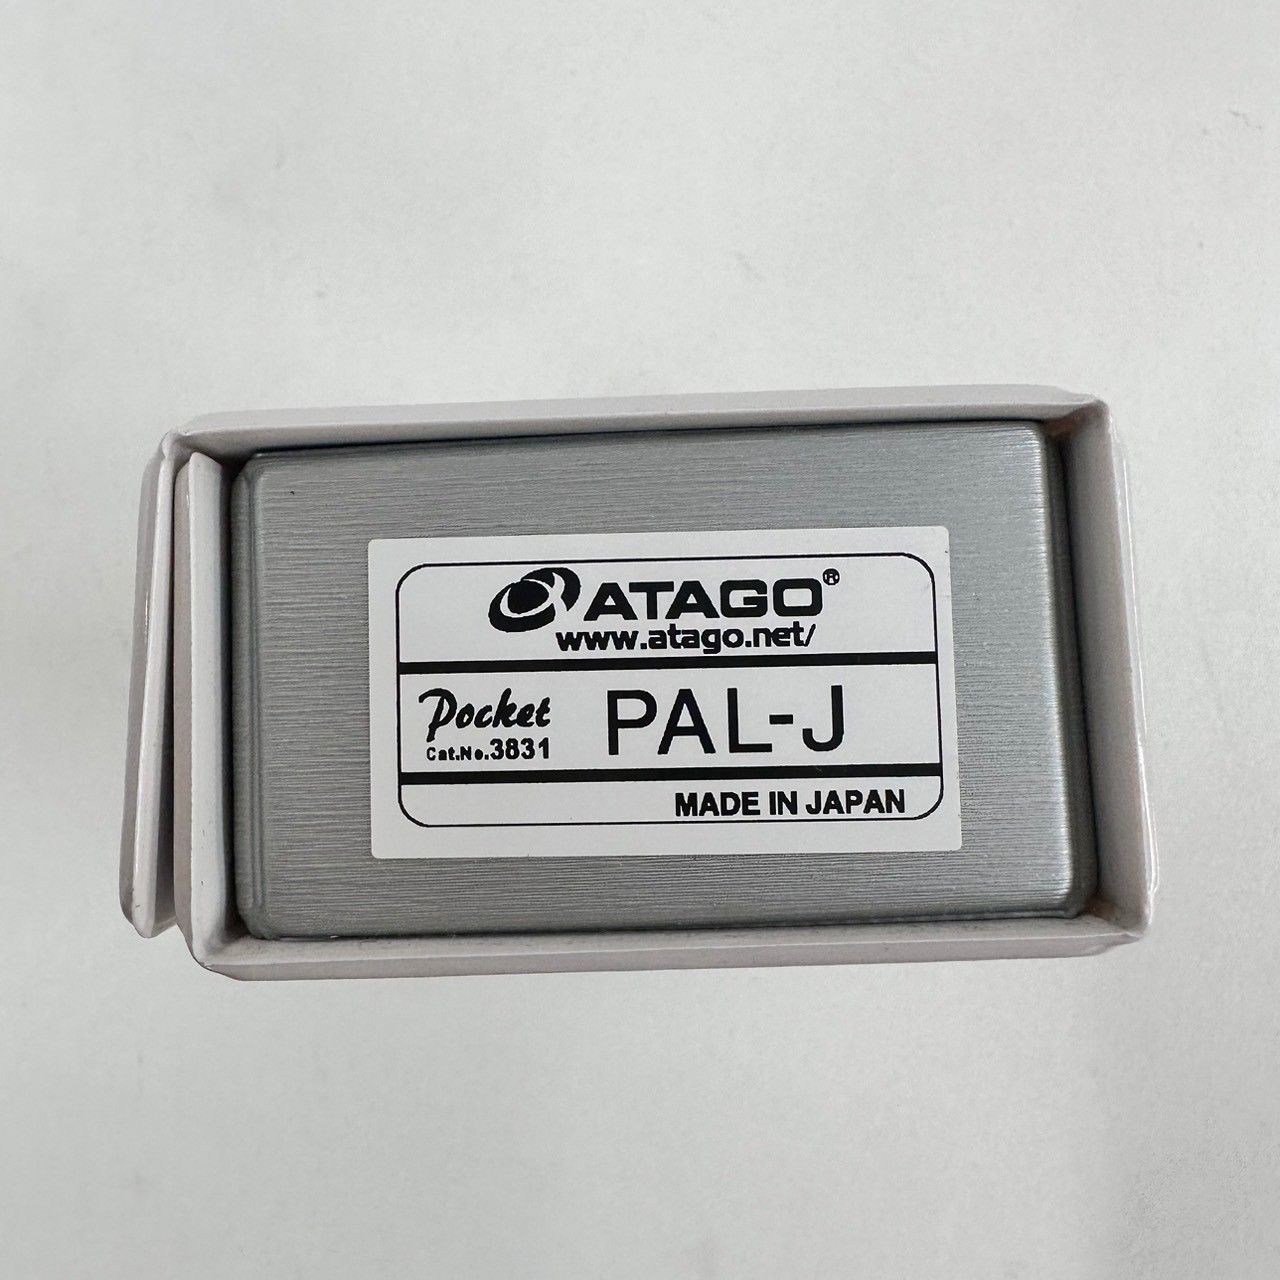 ATAGO®
www.atago.net/
Pocket PAL-J
Cat.No.3831
MADE IN JAPAN